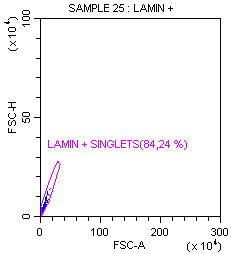 SAMPLE 25 : LAMIN +
(x10⁴)
100
FSC-H
50
LAMIN + SINGLETS(84,24 %)
0
0
100
200
300
FSC-A
(x 10⁴)